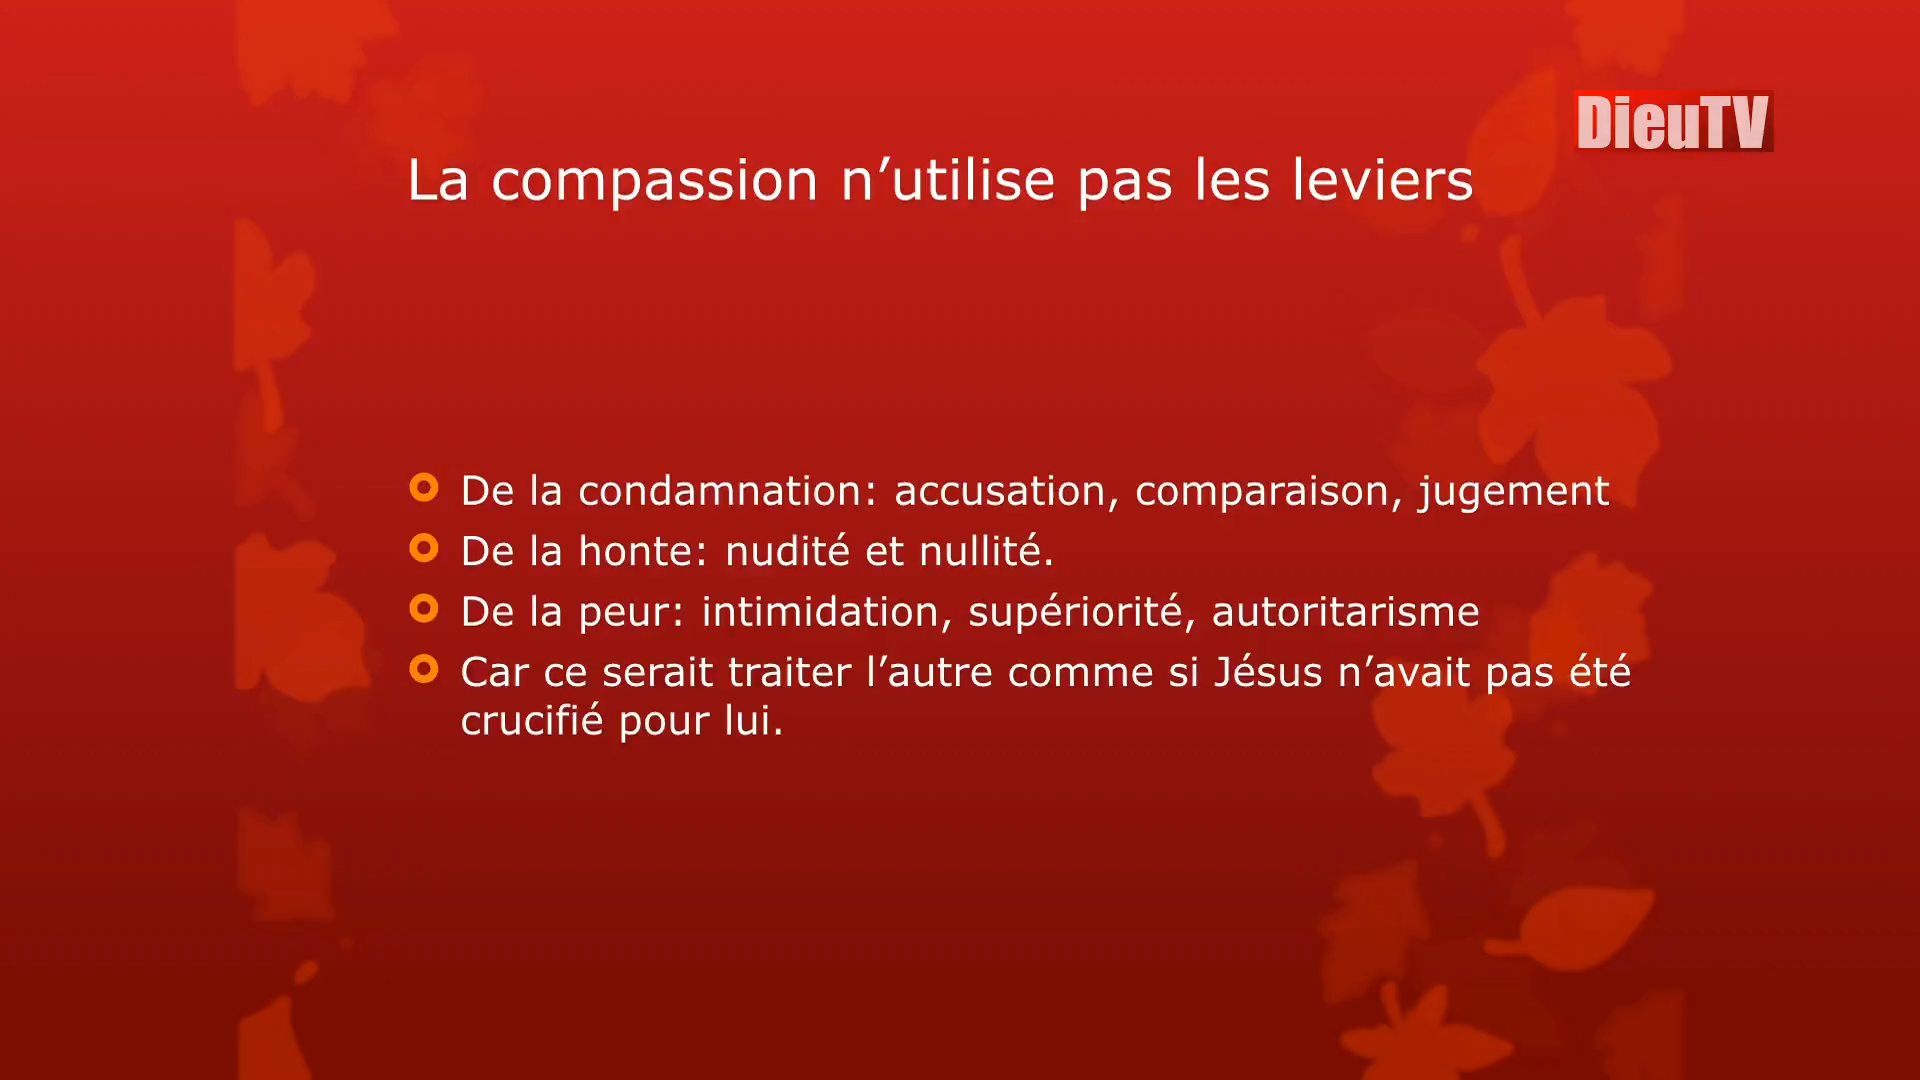 DieuTV
La compassion n’utilise pas les leviers
De la condamnation: accusation, comparaison, jugement
De la honte: nudité et nullité.
De la peur: intimidation, supériorité, autoritarisme
Car ce serait traiter l’autre comme si Jésus n’avait pas été
crucifié pour lui.